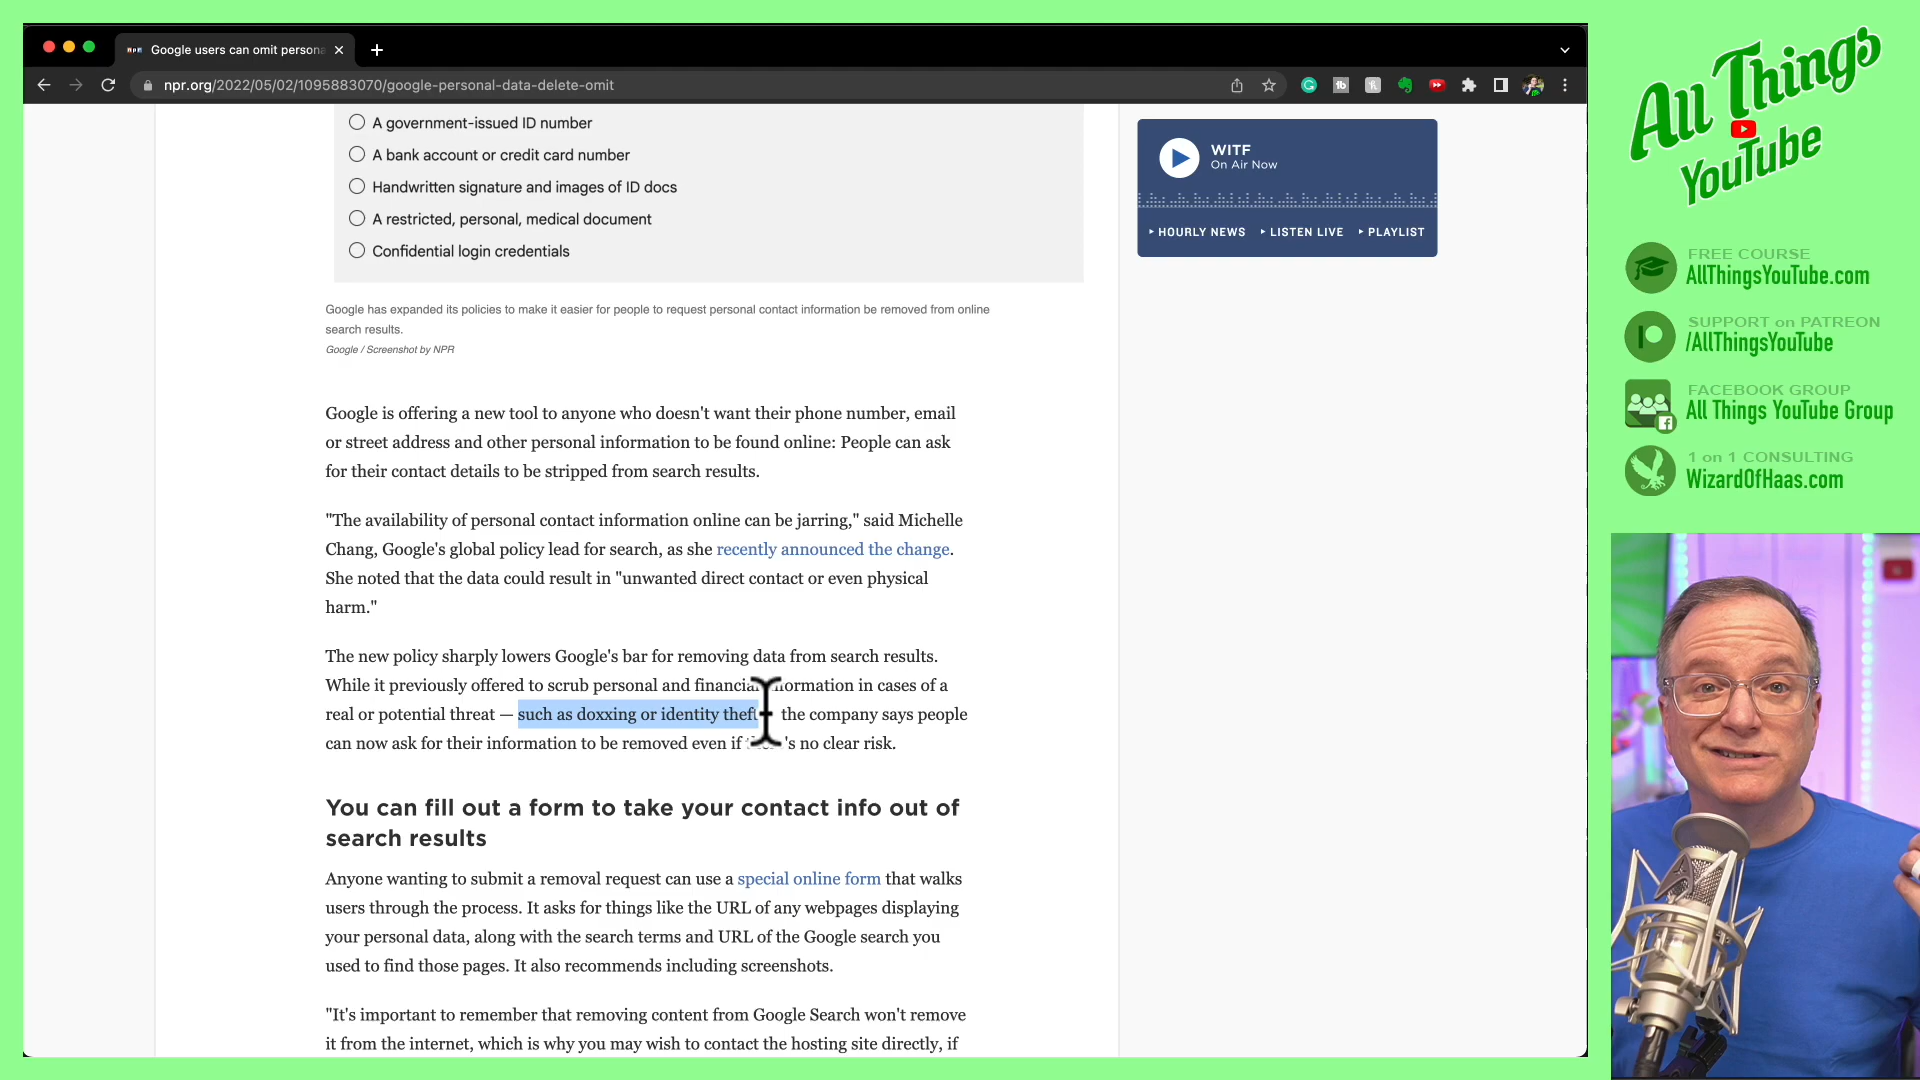 Google users can omit persona
npr.org/2022/05/02/1095883070/google-personal-data-delete-omit
A government-issued ID number
A bank account or credit card number
Handwritten signature and images of ID docs
A restricted, personal, medical document
Confidential login credentials
Google has expanded its policies to make it easier for people to request personal contact information be removed from online
search results.
Google / Screenshot by NPR
Google is offering a new tool to anyone who doesn't want their phone number, email
or street address and other personal information to be found online: People can ask
for their contact details to be stripped from search results.
"The availability of personal contact information online can be jarring," said Michelle
Chang, Google's global policy lead for search, as she recently announced the change.
She noted that the data could result in "unwanted direct contact or even physical
harm."
The new policy sharply lowers Google's bar for removing data from search results.
While it previously offered to scrub personal and financial information in cases of a
real or potential threat — such as doxxing or identity theft — the company says people
can now ask for their information to be removed even if there's no clear risk.
You can fill out a form to take your contact info out of
search results
Anyone wanting to submit a removal request can use a special online form that walks
users through the process. It asks for things like the URL of any webpages displaying
your personal data, along with the search terms and URL of the Google search you
used to find those pages. It also recommends including screenshots.
"It's important to remember that removing content from Google Search won't remove
it from the internet, which is why you may wish to contact the hosting site directly, if
WITF
On Air Now
HOURLY NEWS LISTEN LIVE PLAYLIST
All Things
YouTube
FREE COURSE
AllThingsYouTube.com
SUPPORT on PATREON
/AllThingsYouTube
FACEBOOK GROUP
All Things YouTube Group
1 on 1 CONSULTING
WizardOfHaas.com